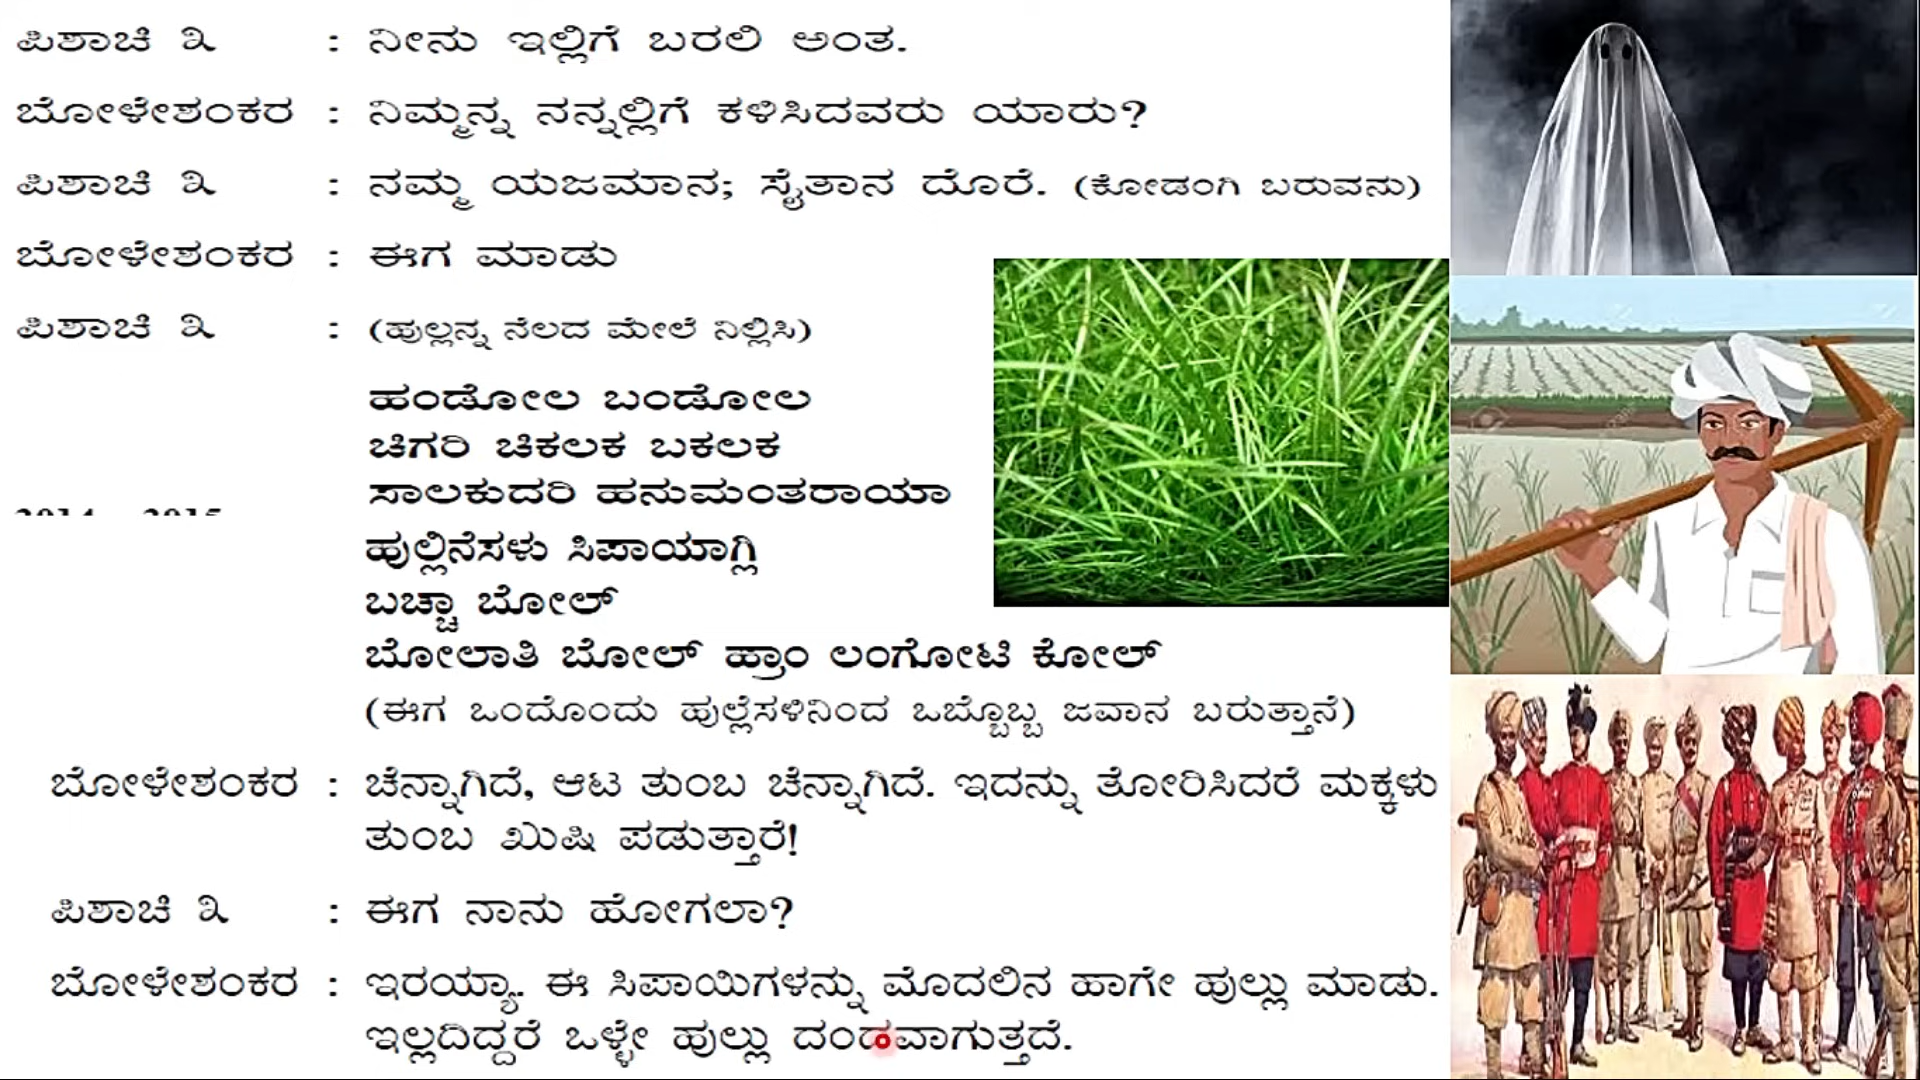 ಪಿಶಾಚಿ ೩ : ನೀನು ಇಲ್ಲಿಗೆ ಬರಲಿ ಅಂತ.
ಬೋಳೇಶಂಕರ : ನಿಮ್ಮನ್ನ ನನ್ನಲ್ಲಿಗೆ ಕಳಿಸಿದವರು ಯಾರು?
ಪಿಶಾಚಿ ೩ : ನಮ್ಮ ಯಜಮಾನ; ಸೈತಾನ ದೊರೆ. (ಕೋಡಂಗಿ ಬರುವನು)
ಬೋಳೇಶಂಕರ : ಈಗ ಮಾಡು
ಪಿಶಾಚಿ ೩ : (ಹುಲ್ಲನ್ನ ನೆಲದ ಮೇಲೆ ನಿಲ್ಲಿಸಿ)
ಹಂಡೋಲ ಬಂಡೋಲ
ಚಿಗರಿ ಚಿಕಲಕ ಬಕಲಕ
ಸಾಲಕುದರಿ ಹನುಮಂತರಾಯಾ
ಹುಲ್ಲಿನೆಸಳು ಸಿಪಾಯಾಗ್ಲಿ
ಬಚ್ಚಾ ಬೋಲ್
ಬೋಲಾತಿ ಬೋಲ್ ಹ್ರಾಂ ಲಂಗೋಟಿ ಕೋಲ್
(ಈಗ ಒಂದೊಂದು ಹುಲ್ಲೆಸಳಿನಿಂದ ಒಬ್ಬೊಬ್ಬ ಜವಾನ ಬರುತ್ತಾನೆ)
ಬೋಳೇಶಂಕರ : ಚೆನ್ನಾಗಿದೆ, ಆಟ ತುಂಬ ಚೆನ್ನಾಗಿದೆ. ಇದನ್ನು ತೋರಿಸಿದರೆ ಮಕ್ಕಳು
ತುಂಬ ಖುಷಿ ಪಡುತ್ತಾರೆ!
ಪಿಶಾಚಿ ೩ : ಈಗ ನಾನು ಹೋಗಲಾ?
ಬೋಳೇಶಂಕರ : ಇರಯ್ಯಾ. ಈ ಸಿಪಾಯಿಗಳನ್ನು ಮೊದಲಿನ ಹಾಗೇ ಹುಲ್ಲು ಮಾಡು.
ಇಲ್ಲದಿದ್ದರೆ ಒಳ್ಳೇ ಹುಲ್ಲು ದಂಡವಾಗುತ್ತದೆ.